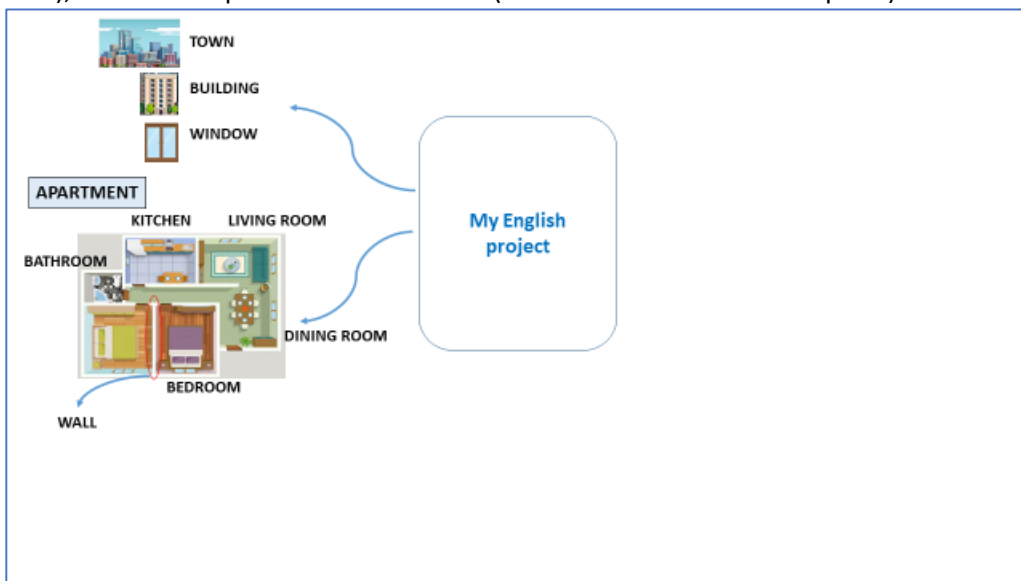 TOWN
BUILDING
WINDOW
APARTMENT
KITCHEN LIVING ROOM
BATHROOM
DINING ROOM
BEDROOM
WALL
My English
project